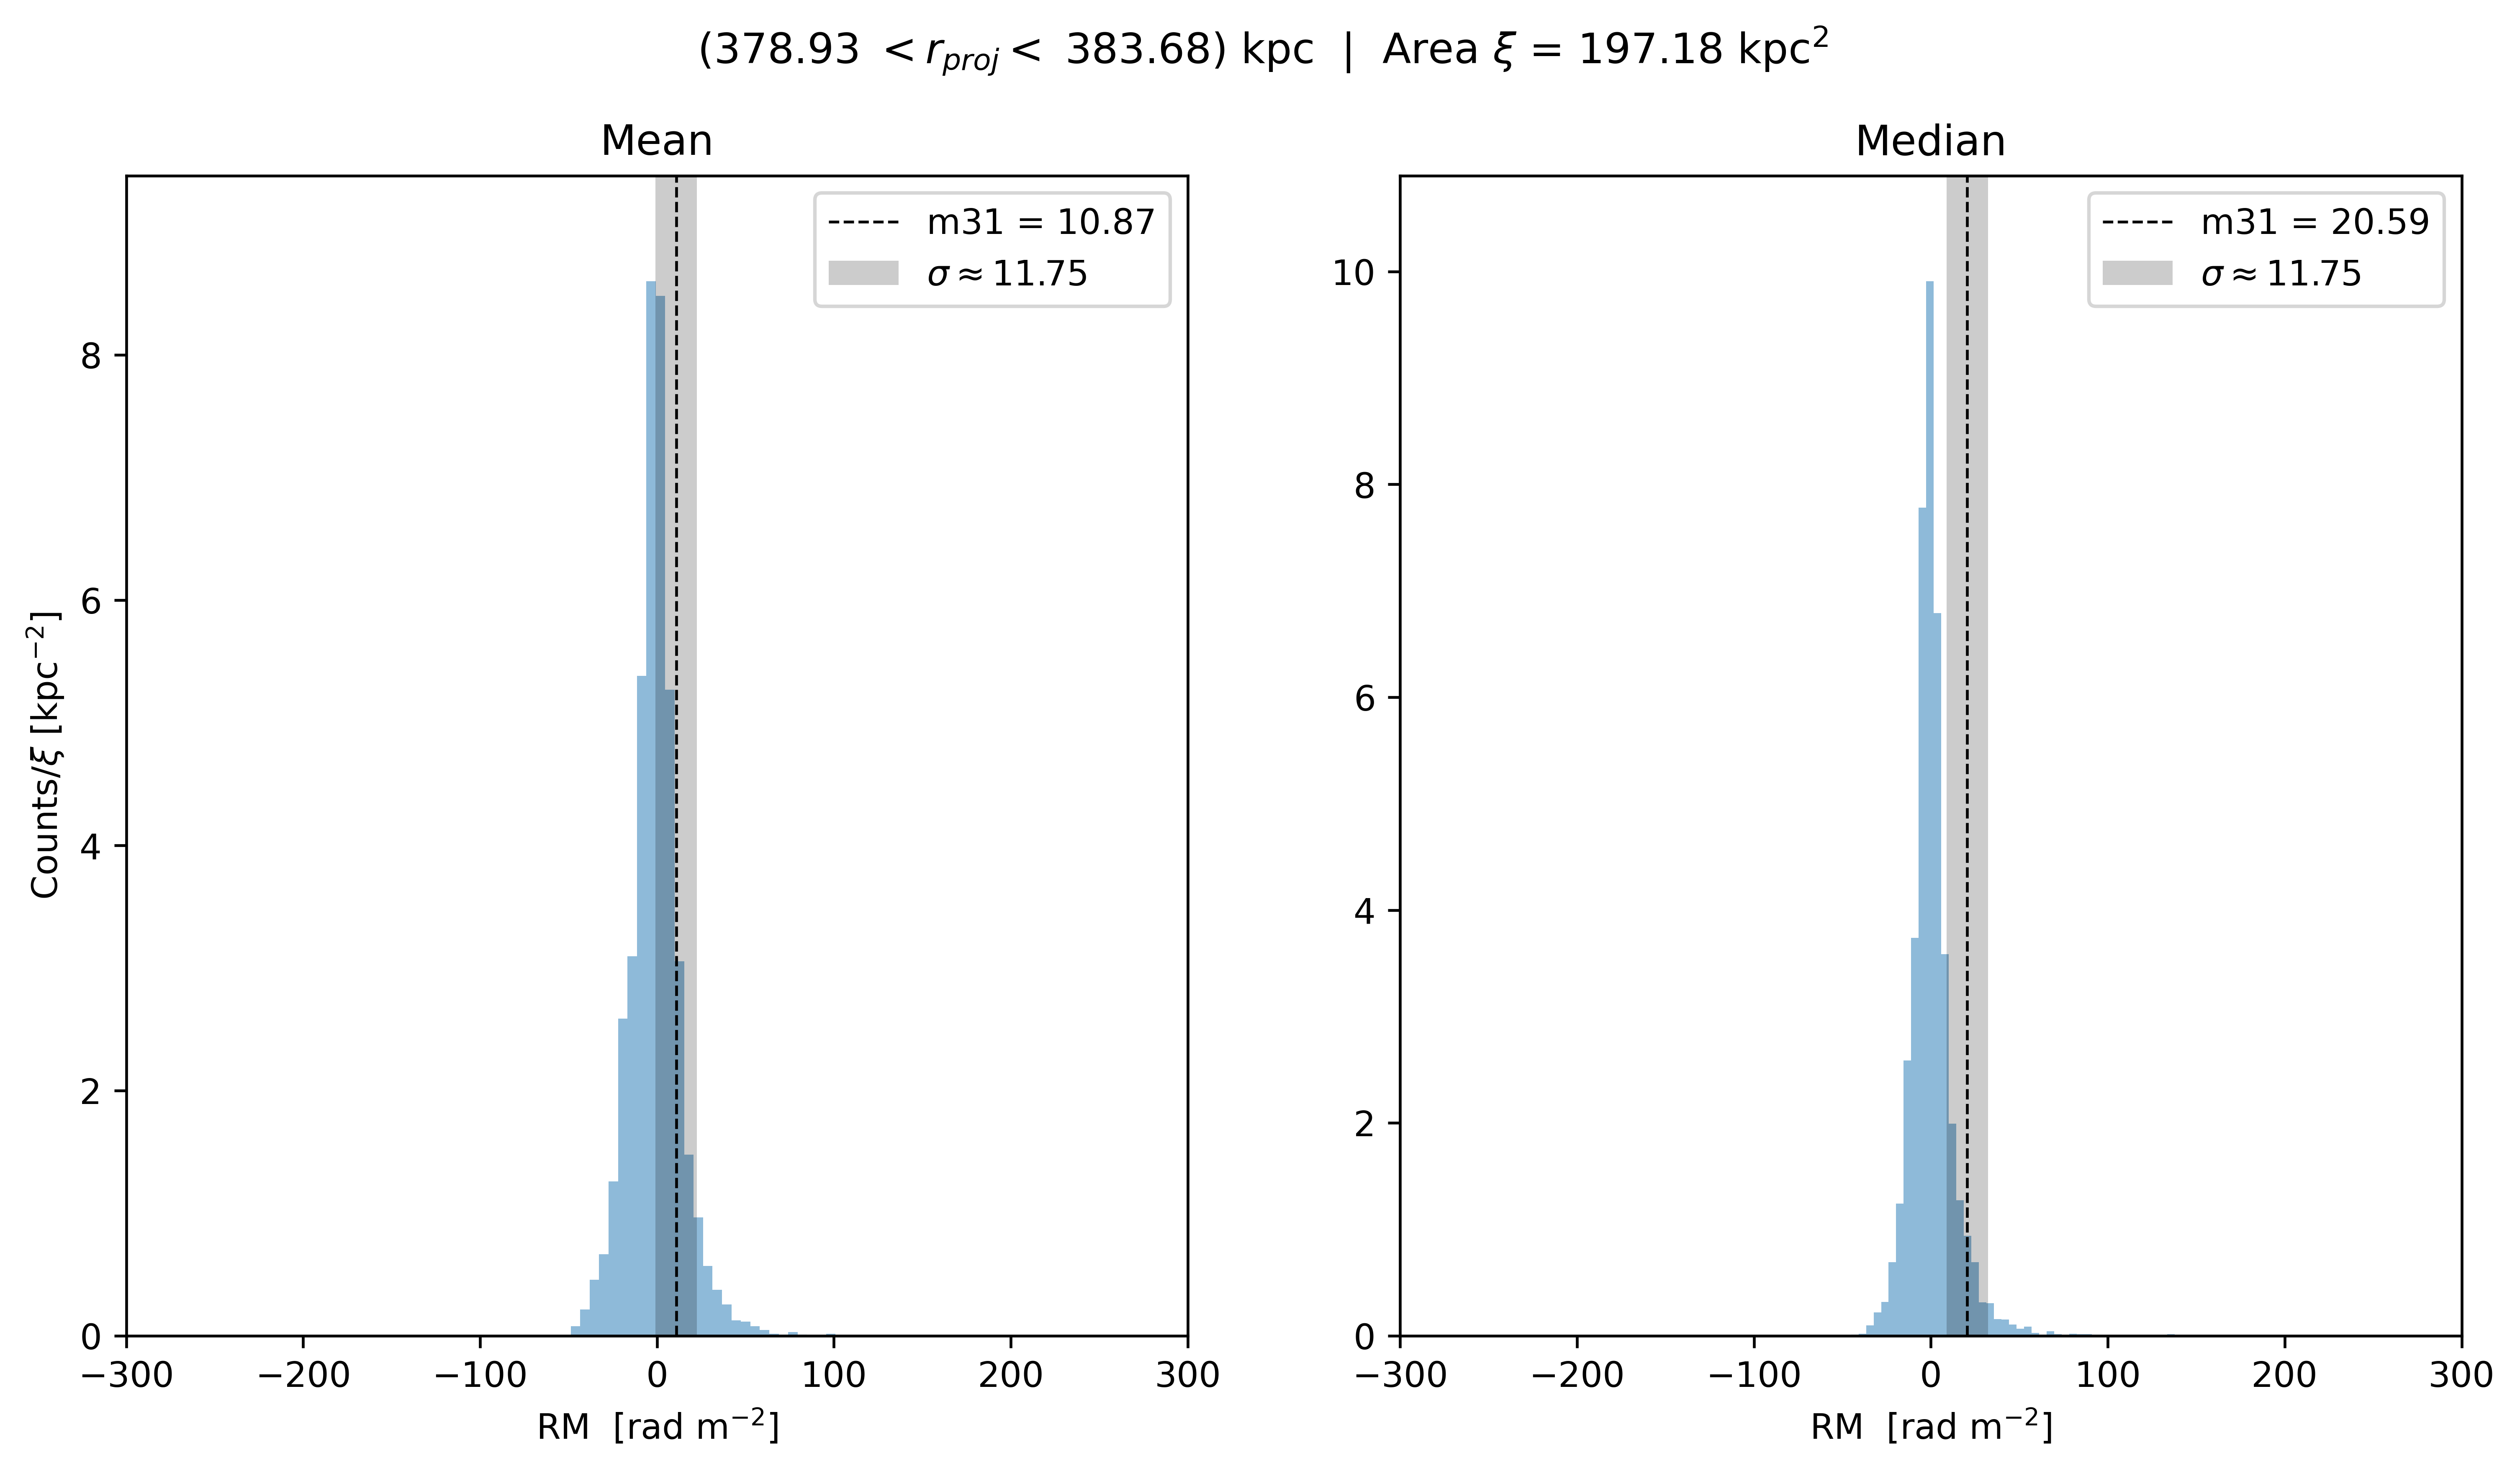 (378.93 < r_proj < 383.68) kpc | Area ξ = 197.18 kpc²
Mean
m31 = 10.87
σ ≈ 11.75
Counts/ξ [kpc⁻²]
8
6
4
2
0
−300 −200 −100 0 100 200 300
RM [rad m⁻²]
Median
m31 = 20.59
σ ≈ 11.75
10
8
6
4
2
0
−300 −200 −100 0 100 200 300
RM [rad m⁻²]